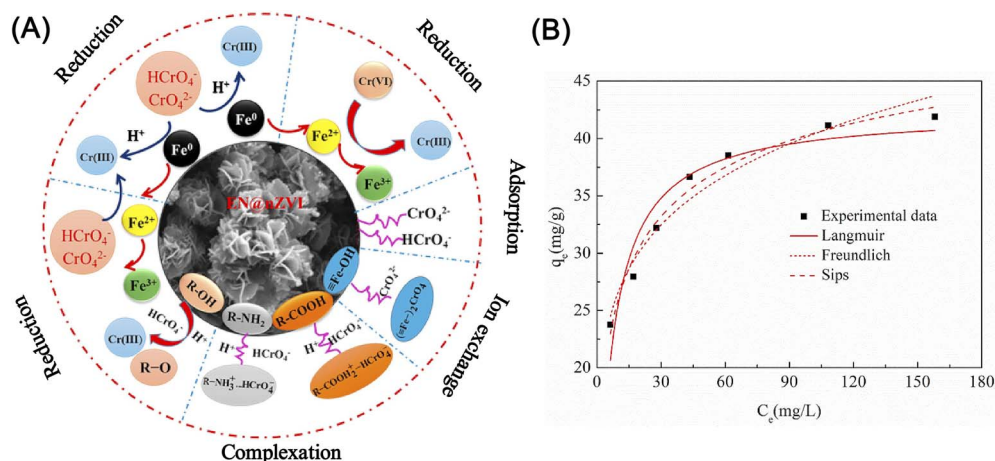 (A)
Reduction
Reduction
Cr(III)
HCrO₄⁻
CrO₄²⁻
H⁺
Cr(VI)
Fe⁰
Fe²⁺
Cr(III)
H⁺
Cr(III)
Fe⁰
Fe³⁺
EN@nZVI
Adsorption
CrO₄²⁻
HCrO₄⁻
Fe²⁺
HCrO₄⁻
CrO₄²⁻
Fe³⁺
≡Fe-OH
CrO₄²⁻
(≡Fe-)₂CrO₄
R-OH
R-NH₂
R-COOH
HCrO₄⁻
H⁺
Cr(III)
R-O
H⁺
HCrO₄⁻
H⁺
HCrO₄⁻
R-NH₃⁺...HCrO₄⁻
R-COOH₂⁺...HCrO₄⁻
Reduction
Ion exchange
Complexation
(B)
45
40
35
30
25
20
0
30
60
90
120
150
180
qₑ(mg/g)
Cₑ(mg/L)
Experimental data
Langmuir
Freundlich
Sips